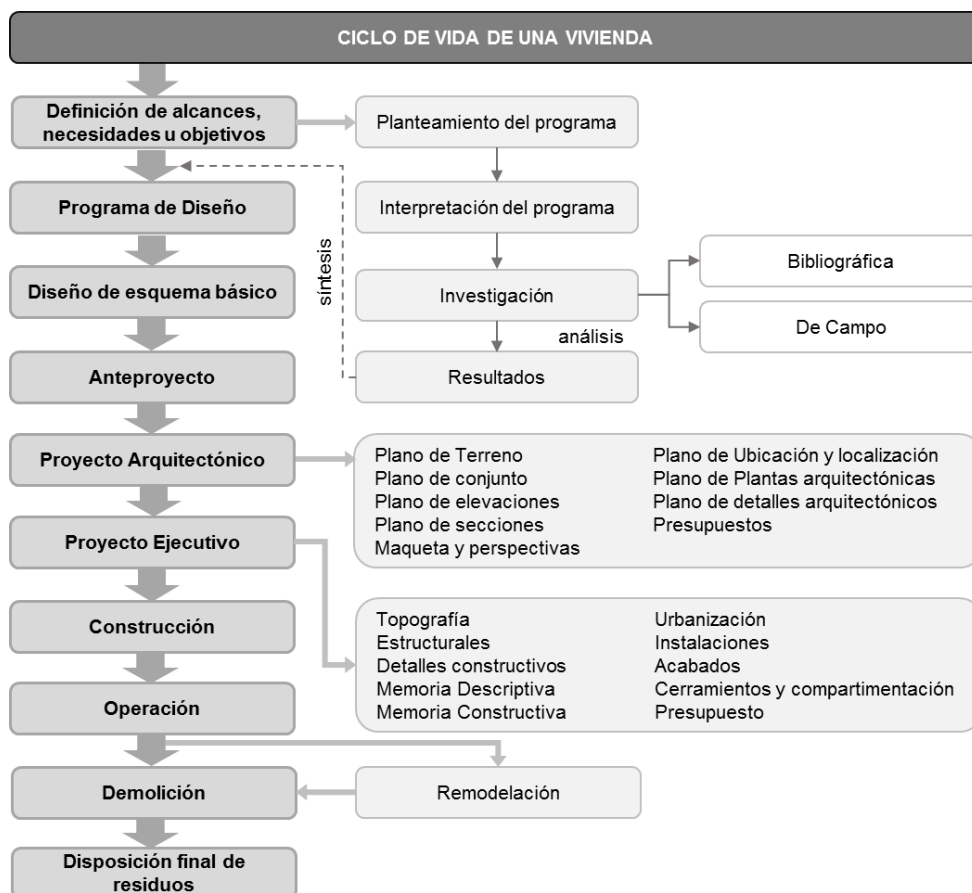 CICLO DE VIDA DE UNA VIVIENDA
Definición de alcances,
necesidades u objetivos
Planteamiento del programa
Programa de Diseño
Interpretación del programa
síntesis
Diseño de esquema básico
Investigación
Bibliográfica
De Campo
análisis
Anteproyecto
Resultados
Proyecto Arquitectónico
Plano de Terreno
Plano de conjunto
Plano de elevaciones
Plano de secciones
Maqueta y perspectivas
Plano de Ubicación y localización
Plano de Plantas arquitectónicas
Plano de detalles arquitectónicos
Presupuestos
Proyecto Ejecutivo
Topografía
Estructurales
Detalles constructivos
Memoria Descriptiva
Memoria Constructiva
Urbanización
Instalaciones
Acabados
Cerramientos y compartimentación
Presupuesto
Construcción
Operación
Demolición
Remodelación
Disposición final de
residuos